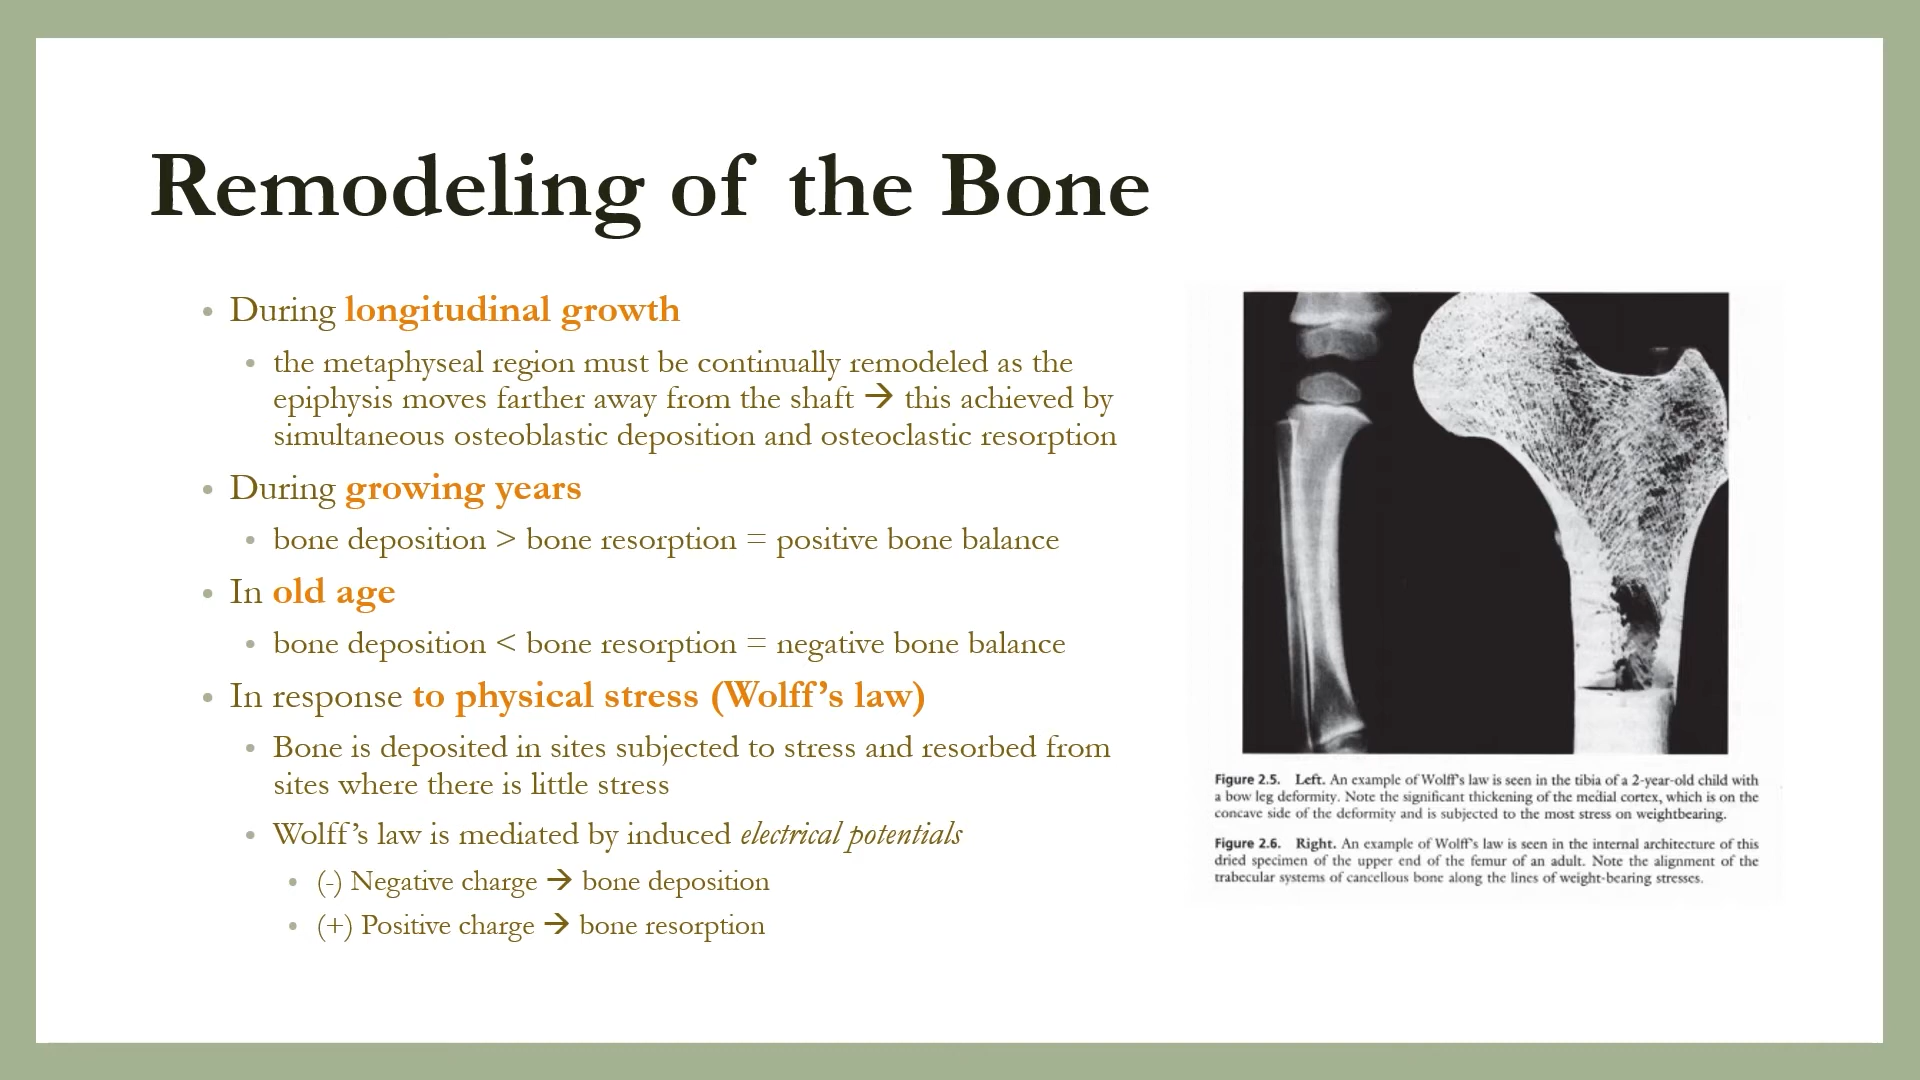 Remodeling of the Bone
• During longitudinal growth
• the metaphyseal region must be continually remodeled as the
epiphysis moves farther away from the shaft → this achieved by
simultaneous osteoblastic deposition and osteoclastic resorption
• During growing years
• bone deposition > bone resorption = positive bone balance
• In old age
• bone deposition < bone resorption = negative bone balance
• In response to physical stress (Wolff’s law)
• Bone is deposited in sites subjected to stress and resorbed from
sites where there is little stress
• Wolff’s law is mediated by induced electrical potentials
• (-) Negative charge → bone deposition
• (+) Positive charge → bone resorption
Figure 2.5. Left. An example of Wolff's law is seen in the tibia of a 2-year-old child with
a bow leg deformity. Note the significant thickening of the medial cortex, which is on the
concave side of the deformity and is subjected to the most stress on weightbearing.
Figure 2.6. Right. An example of Wolff's law is seen in the internal architecture of this
dried specimen of the upper end of the femur of an adult. Note the alignment of the
trabecular systems of cancellous bone along the lines of weight-bearing stresses.